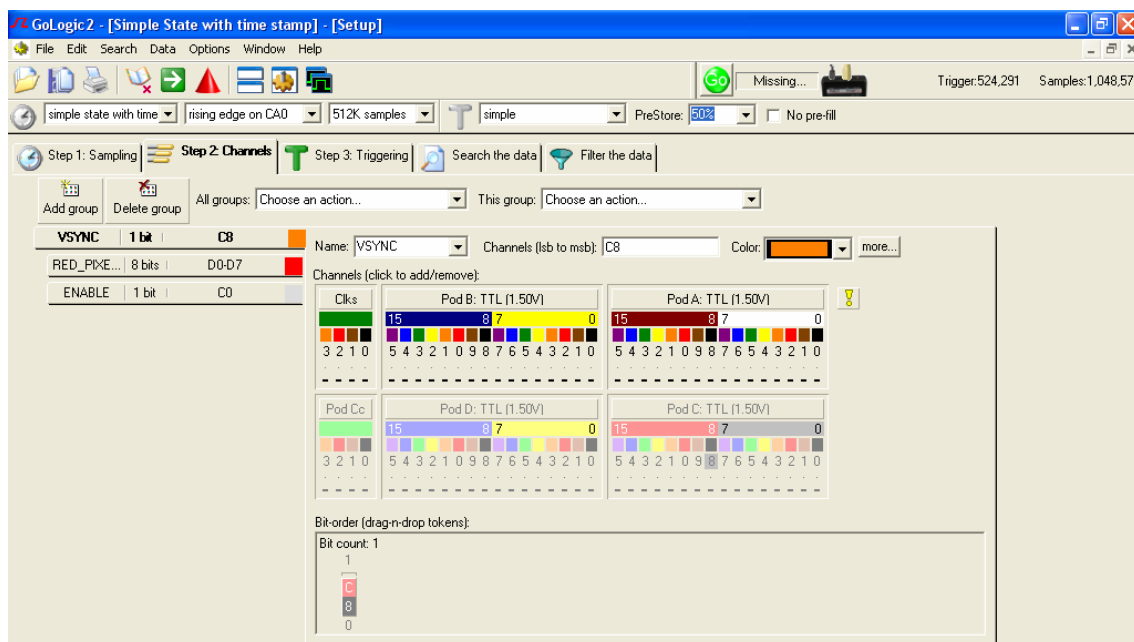 GoLogic2 - [Simple State with time stamp] - [Setup]
File Edit Search Data Options Window Help
Go Missing... Trigger:524,291 Samples:1,048,57
simple state with time rising edge on CA0 512K samples simple PreStore: 50% No pre-fill
Step 1: Sampling Step 2: Channels Step 3: Triggering Search the data Filter the data
Add group Delete group All groups: Choose an action... This group: Choose an action...
VSYNC 1 bit C8
RED_PIXE... 8 bits D0-D7
ENABLE 1 bit C0
Name: VSYNC Channels (lsb to msb): C8 Color: more...
Channels (click to add/remove):
Clks Pod B: TTL (1.50V) Pod A: TTL (1.50V)
15 8 7 0 15 8 7 0
3 2 1 0 5 4 3 2 1 0 9 8 7 6 5 4 3 2 1 0 5 4 3 2 1 0 9 8 7 6 5 4 3 2 1 0
Pod Cc Pod D: TTL (1.50V) Pod C: TTL (1.50V)
15 8 7 0 15 8 7 0
3 2 1 0 5 4 3 2 1 0 9 8 7 6 5 4 3 2 1 0 5 4 3 2 1 0 9 8 7 6 5 4 3 2 1 0
Bit-order (drag-n-drop tokens):
Bit count: 1
1
C
8
0